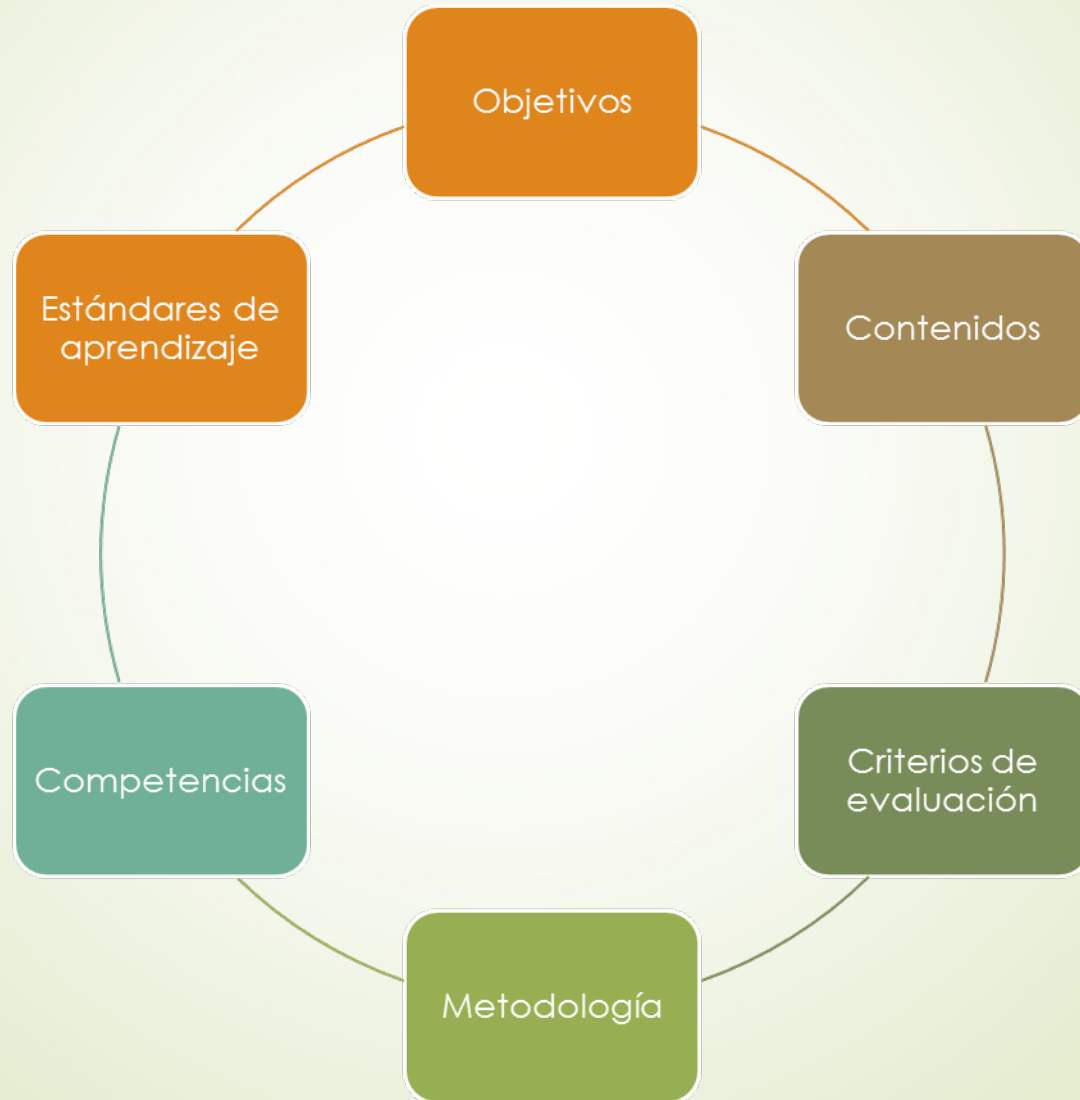 Objetivos
Contenidos
Criterios de
evaluación
Metodología
Competencias
Estándares de
aprendizaje